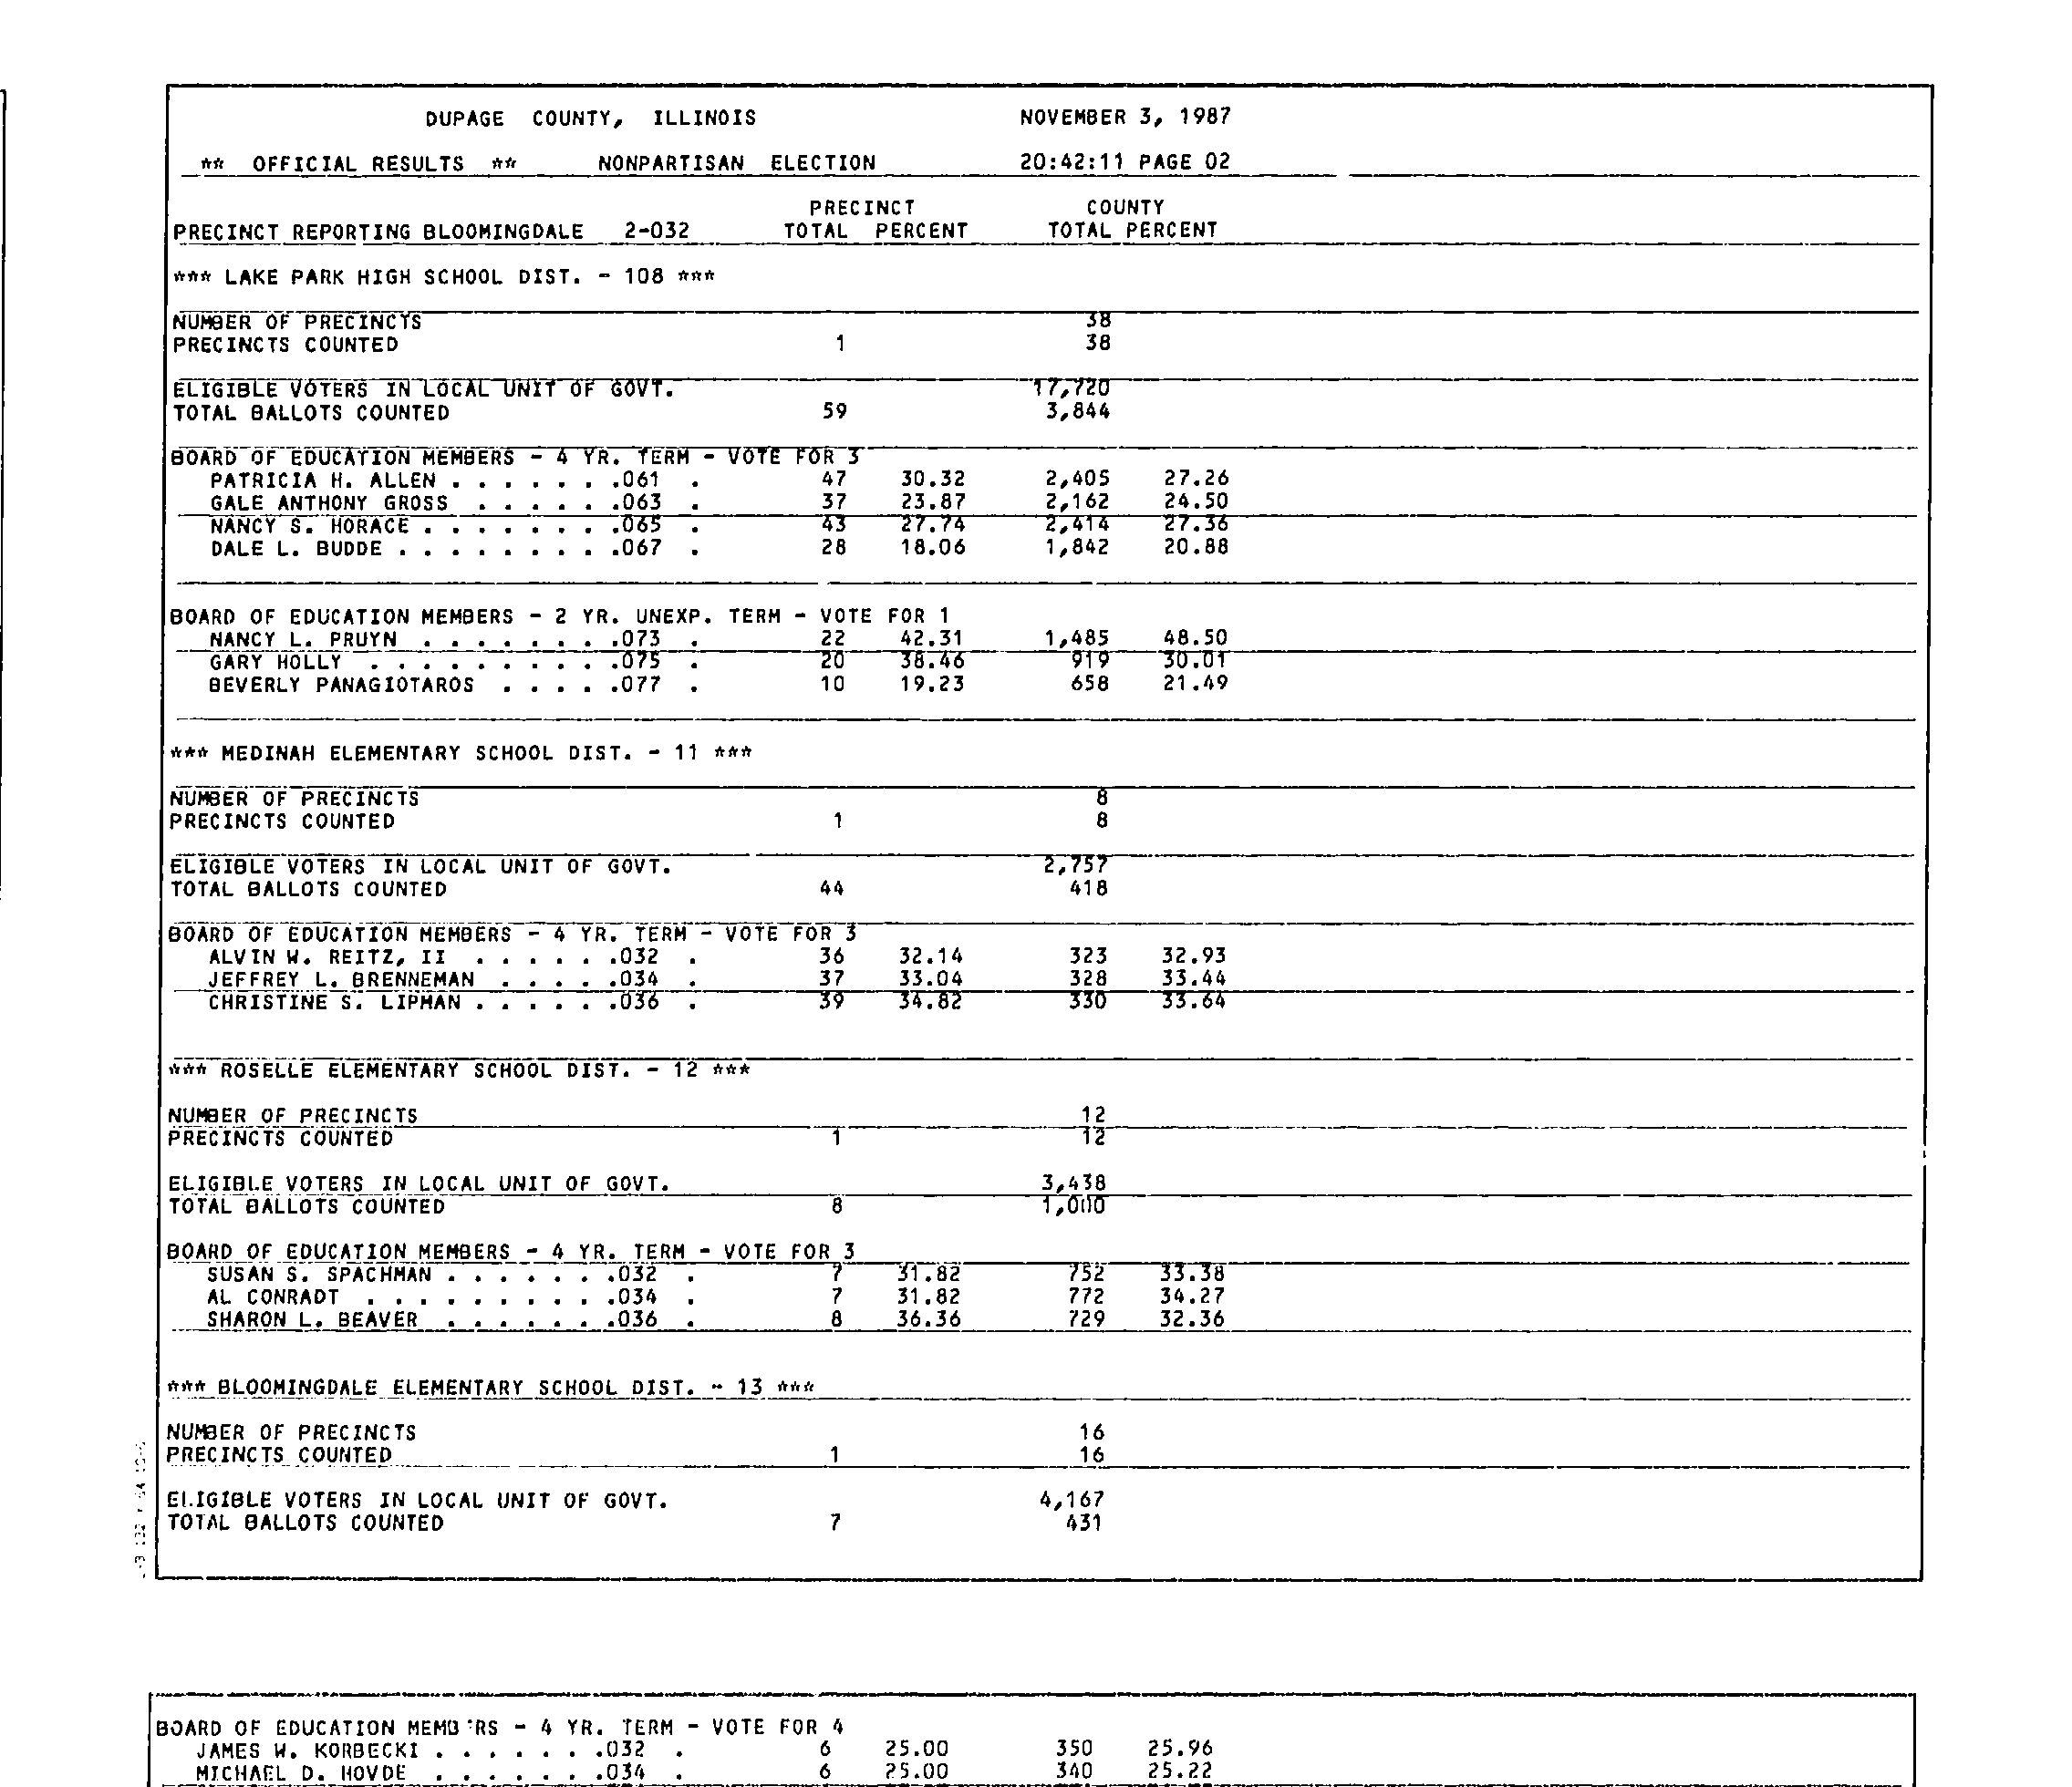 DUPAGE COUNTY, ILLINOIS NOVEMBER 3, 1987
** OFFICIAL RESULTS ** NONPARTISAN ELECTION 20:42:11 PAGE 02
PRECINCT COUNTY
PRECINCT REPORTING BLOOMINGDALE 2-032 TOTAL PERCENT TOTAL PERCENT
*** LAKE PARK HIGH SCHOOL DIST. - 108 ***
NUMBER OF PRECINCTS 38
PRECINCTS COUNTED 1 38
ELIGIBLE VOTERS IN LOCAL UNIT OF GOVT. 17,720
TOTAL BALLOTS COUNTED 59 3,844
BOARD OF EDUCATION MEMBERS - 4 YR. TERM - VOTE FOR 3
PATRICIA H. ALLEN . . . . . . .061 . 47 30.32 2,405 27.26
GALE ANTHONY GROSS . . . . . .063 . 37 23.87 2,162 24.50
NANCY S. HORACE . . . . . . . .065 . 43 27.74 2,414 27.36
DALE L. BUDDE . . . . . . . . .067 . 28 18.06 1,842 20.88
BOARD OF EDUCATION MEMBERS - 2 YR. UNEXP. TERM - VOTE FOR 1
NANCY L. PRUYN . . . . . . . .073 . 22 42.31 1,485 48.50
GARY HOLLY . . . . . . . . . .075 . 20 38.46 919 30.01
BEVERLY PANAGIOTAROS . . . . .077 . 10 19.23 658 21.49
*** MEDINAH ELEMENTARY SCHOOL DIST. - 11 ***
NUMBER OF PRECINCTS 8
PRECINCTS COUNTED 1 8
ELIGIBLE VOTERS IN LOCAL UNIT OF GOVT. 2,757
TOTAL BALLOTS COUNTED 44 418
BOARD OF EDUCATION MEMBERS - 4 YR. TERM - VOTE FOR 3
ALVIN W. REITZ, II . . . . . .032 . 36 32.14 323 32.93
JEFFREY L. BRENNEMAN . . . . .034 . 37 33.04 328 33.44
CHRISTINE S. LIPMAN . . . . . .036 . 39 34.82 330 33.64
*** ROSELLE ELEMENTARY SCHOOL DIST. - 12 ***
NUMBER OF PRECINCTS 12
PRECINCTS COUNTED 1 12
ELIGIBLE VOTERS IN LOCAL UNIT OF GOVT. 3,438
TOTAL BALLOTS COUNTED 8 1,000
BOARD OF EDUCATION MEMBERS - 4 YR. TERM - VOTE FOR 3
SUSAN S. SPACHMAN . . . . . . .032 . 7 31.82 752 33.38
AL CONRADT . . . . . . . . . .034 . 7 31.82 772 34.27
SHARON L. BEAVER . . . . . . .036 . 8 36.36 729 32.36
*** BLOOMINGDALE ELEMENTARY SCHOOL DIST. - 13 ***
NUMBER OF PRECINCTS 16
PRECINCTS COUNTED 1 16
ELIGIBLE VOTERS IN LOCAL UNIT OF GOVT. 4,167
TOTAL BALLOTS COUNTED 7 431
BOARD OF EDUCATION MEMBERS - 4 YR. TERM - VOTE FOR 4
JAMES W. KORBECKI . . . . . . .032 . 6 25.00 350 25.96
MICHAEL D. HOVDE . . . . . . .034 . 6 25.00 340 25.22